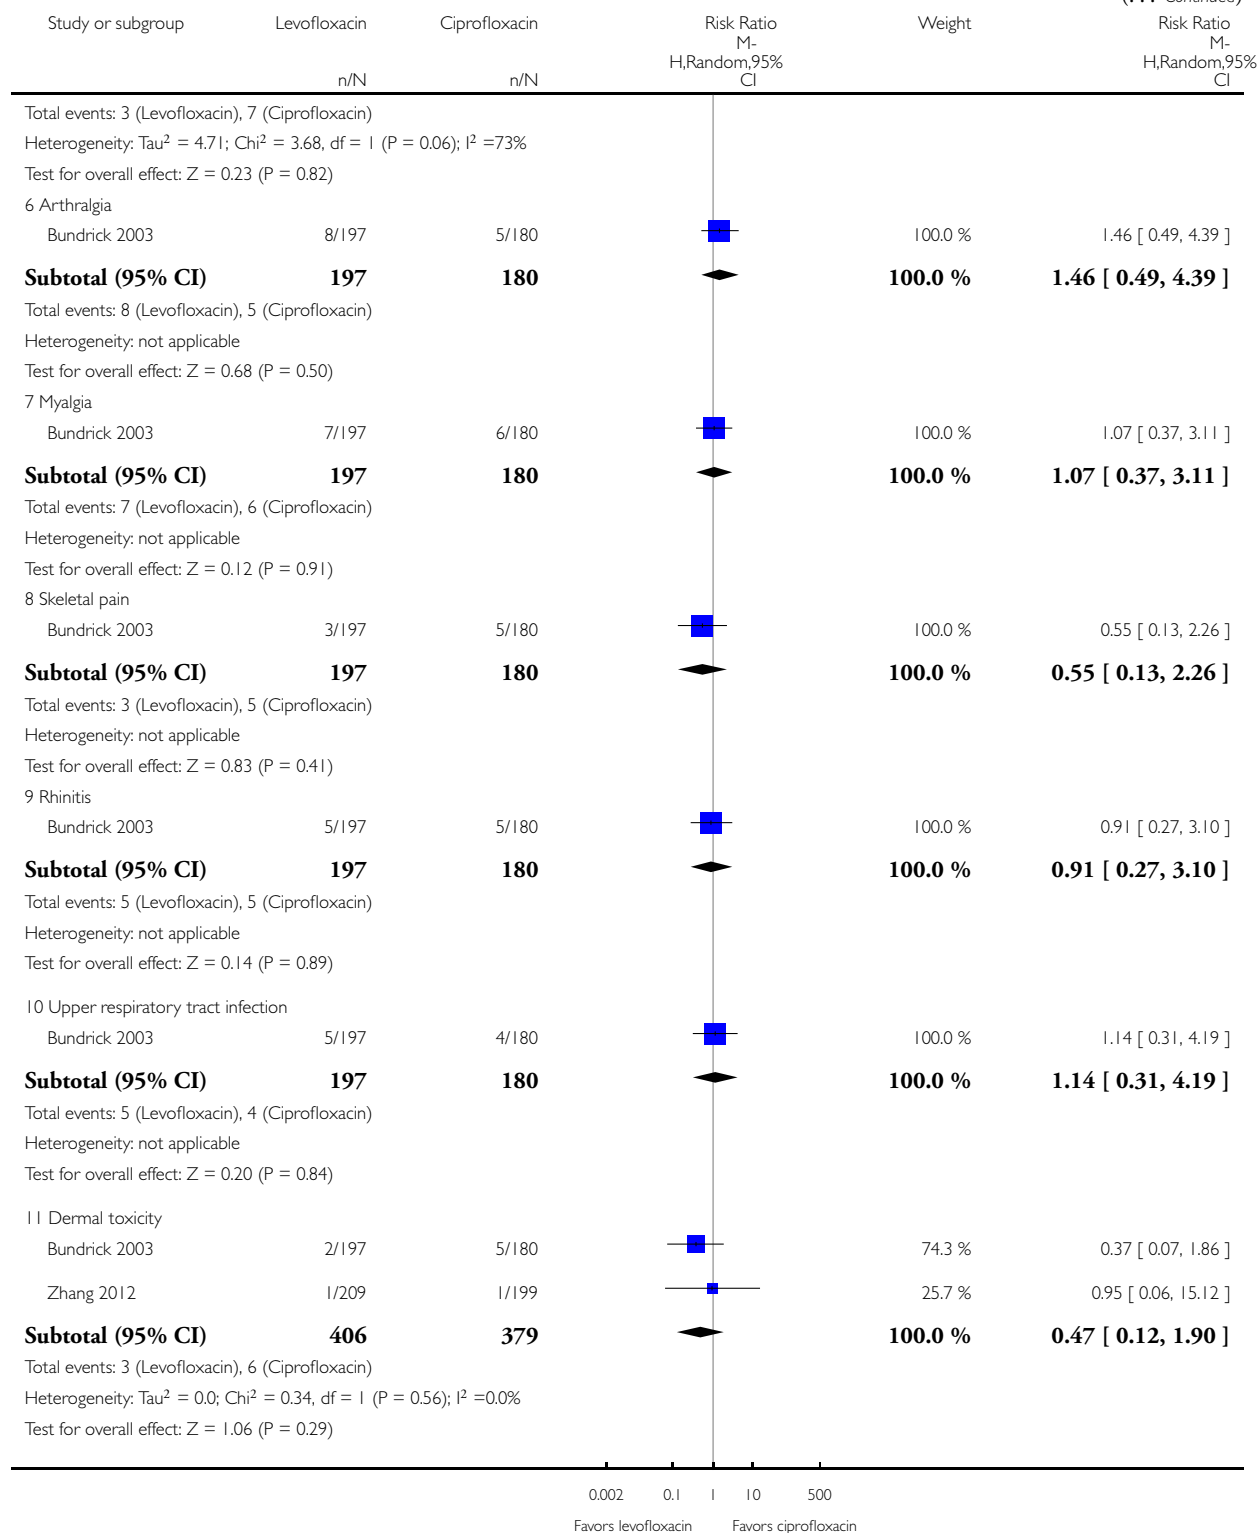 Continued)
Study or subgroup Levofloxacin Ciprofloxacin Risk Ratio Weight Risk Ratio
M- M-
H,Random,95% H,Random,95%
n/N n/N CI CI
Total events: 3 (Levofloxacin), 7 (Ciprofloxacin)
Heterogeneity: Tau² = 4.71; Chi² = 3.68, df = 1 (P = 0.06); I² =73%
Test for overall effect: Z = 0.23 (P = 0.82)
6 Arthralgia
Bundrick 2003 8/197 5/180 100.0 % 1.46 [ 0.49, 4.39 ]
Subtotal (95% CI) 197 180 100.0 % 1.46 [ 0.49, 4.39 ]
Total events: 8 (Levofloxacin), 5 (Ciprofloxacin)
Heterogeneity: not applicable
Test for overall effect: Z = 0.68 (P = 0.50)
7 Myalgia
Bundrick 2003 7/197 6/180 100.0 % 1.07 [ 0.37, 3.11 ]
Subtotal (95% CI) 197 180 100.0 % 1.07 [ 0.37, 3.11 ]
Total events: 7 (Levofloxacin), 6 (Ciprofloxacin)
Heterogeneity: not applicable
Test for overall effect: Z = 0.12 (P = 0.91)
8 Skeletal pain
Bundrick 2003 3/197 5/180 100.0 % 0.55 [ 0.13, 2.26 ]
Subtotal (95% CI) 197 180 100.0 % 0.55 [ 0.13, 2.26 ]
Total events: 3 (Levofloxacin), 5 (Ciprofloxacin)
Heterogeneity: not applicable
Test for overall effect: Z = 0.83 (P = 0.41)
9 Rhinitis
Bundrick 2003 5/197 5/180 100.0 % 0.91 [ 0.27, 3.10 ]
Subtotal (95% CI) 197 180 100.0 % 0.91 [ 0.27, 3.10 ]
Total events: 5 (Levofloxacin), 5 (Ciprofloxacin)
Heterogeneity: not applicable
Test for overall effect: Z = 0.14 (P = 0.89)
10 Upper respiratory tract infection
Bundrick 2003 5/197 4/180 100.0 % 1.14 [ 0.31, 4.19 ]
Subtotal (95% CI) 197 180 100.0 % 1.14 [ 0.31, 4.19 ]
Total events: 5 (Levofloxacin), 4 (Ciprofloxacin)
Heterogeneity: not applicable
Test for overall effect: Z = 0.20 (P = 0.84)
11 Dermal toxicity
Bundrick 2003 2/197 5/180 74.3 % 0.37 [ 0.07, 1.86 ]
Zhang 2012 1/209 1/199 25.7 % 0.95 [ 0.06, 15.12 ]
Subtotal (95% CI) 406 379 100.0 % 0.47 [ 0.12, 1.90 ]
Total events: 3 (Levofloxacin), 6 (Ciprofloxacin)
Heterogeneity: Tau² = 0.0; Chi² = 0.34, df = 1 (P = 0.56); I² =0.0%
Test for overall effect: Z = 1.06 (P = 0.29)
0.002 0.1 1 10 500
Favors levofloxacin Favors ciprofloxacin